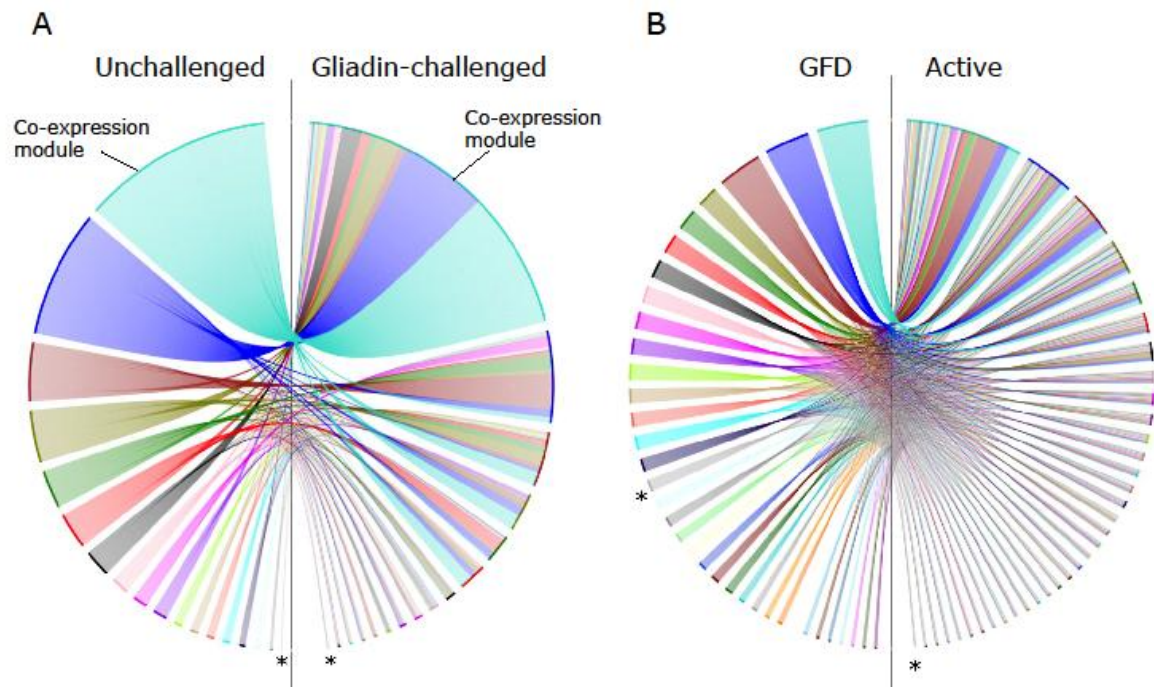 A
B
Unchallenged
Gliadin-challenged
GFD
Active
Co-expression
module
Co-expression
module
*
*
*
*